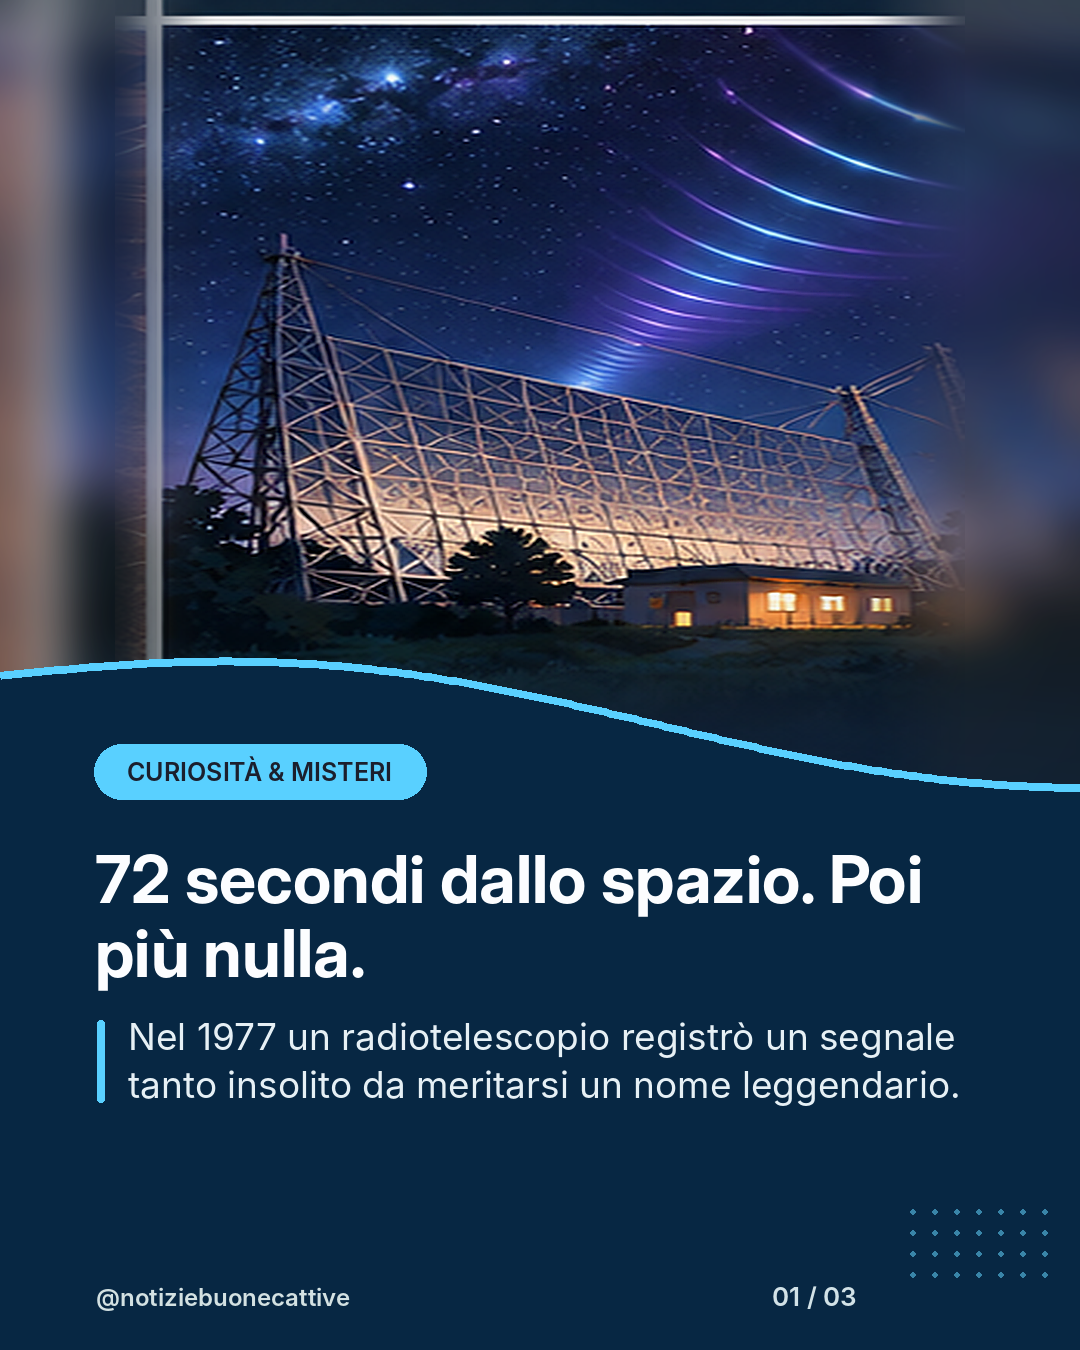 CURIOSITÀ & MISTERI
72 secondi dallo spazio. Poi
più nulla.
Nel 1977 un radiotelescopio registrò un segnale
tanto insolito da meritarsi un nome leggendario.
@notiziebuonecattive
01 / 03